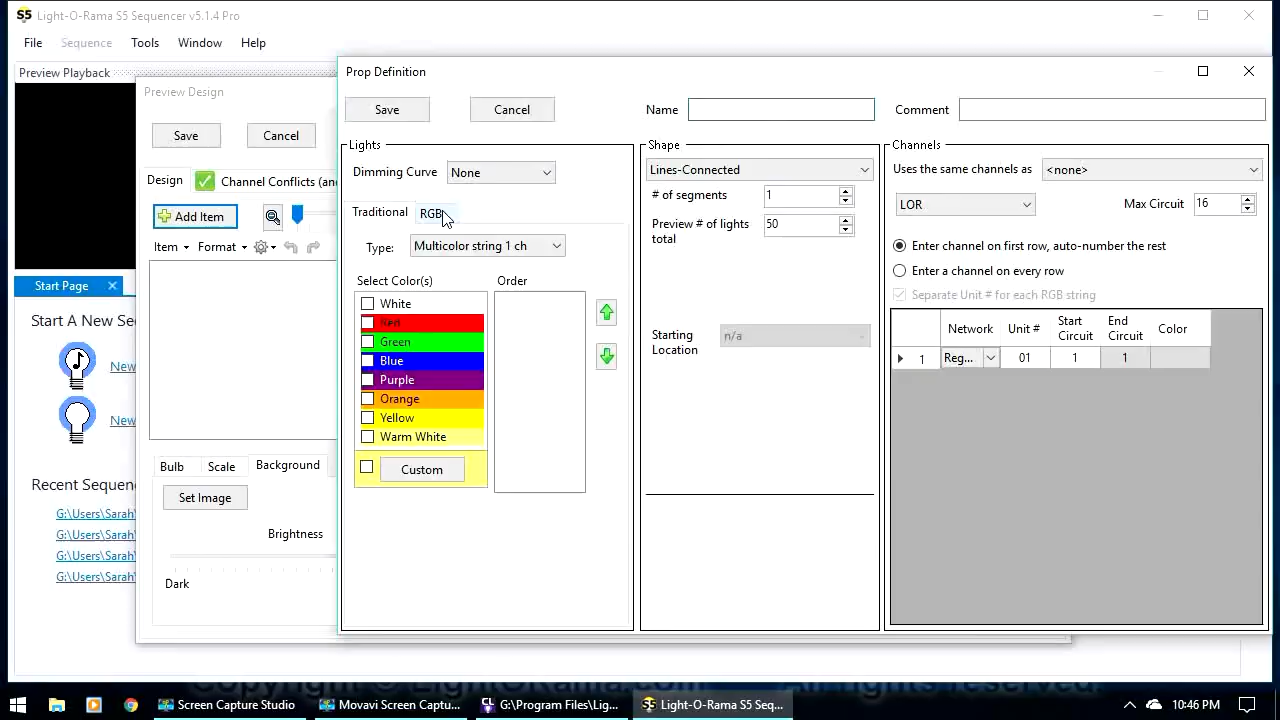 Light-O-Rama S5 Sequencer v5.1.4 Pro
File Sequence Tools Window Help
Preview Playback
Preview Design
Save Cancel
Design Channel Conflicts (an
Add Item
Item Format
Start Page
Start A New Se
New
New
Recent Sequen
G:\Users\Sarah\
G:\Users\Sarah\
G:\Users\Sarah\
G:\Users\Sarah\
Bulb Scale Background
Set Image
Brightness
Dark
Prop Definition
Save Cancel Name Comment
Lights
Dimming Curve None
Traditional RGB
Type: Multicolor string 1 ch
Select Color(s) Order
White
Red
Green
Blue
Purple
Orange
Yellow
Warm White
Custom
Shape
Lines-Connected
# of segments 1
Preview # of lights total 50
Starting Location n/a
Channels
Uses the same channels as <none>
LOR Max Circuit 16
Enter channel on first row, auto-number the rest
Enter a channel on every row
Separate Unit # for each RGB string
Network Unit # Start Circuit End Circuit Color
1 Reg... 01 1 1
Copyright © Light-O-Rama All rights reserved.
Screen Capture Studio Movavi Screen Captu... G:\Program Files\Lig... Light-O-Rama S5 Seq... 10:46 PM